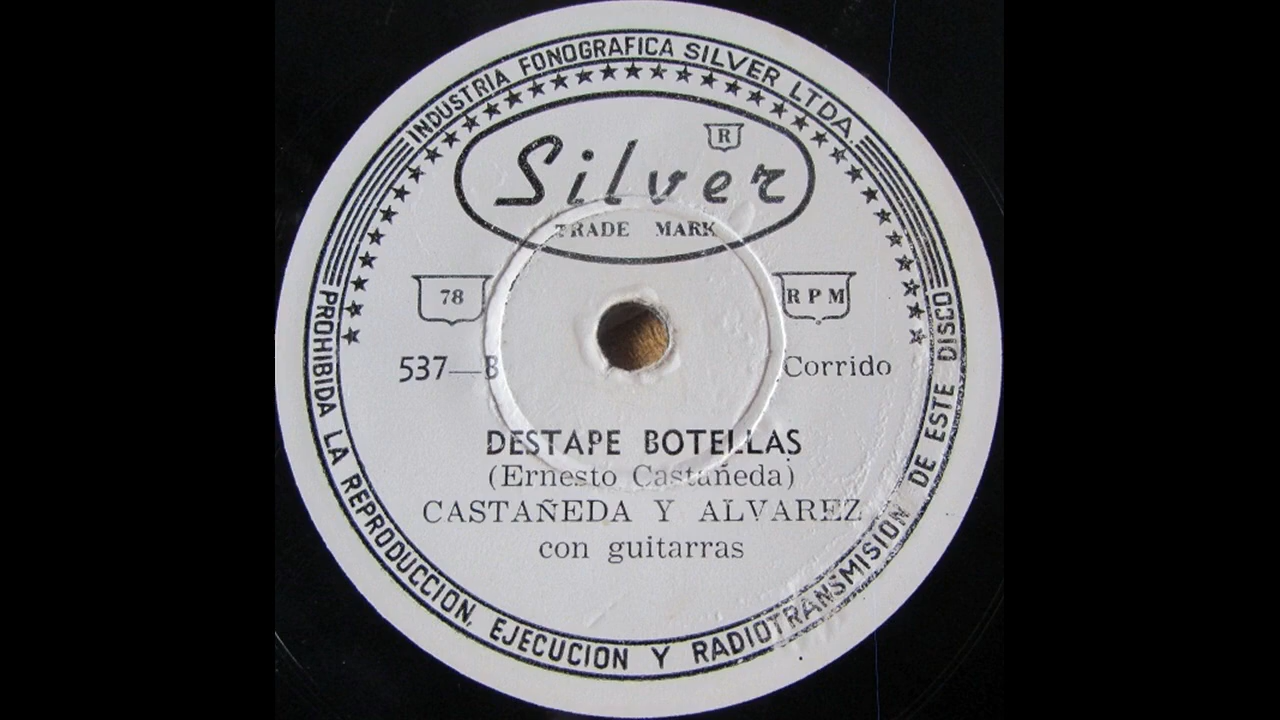 INDUSTRIA FONOGRAFICA SILVER LTDA.
R
Silver
TRADE MARK
78
RPM
537—B
Corrido
DESTAPE BOTELLAS
(Ernesto Castañeda)
CASTAÑEDA Y ALVAREZ
con guitarras
PROHIBIDA LA REPRODUCCION, EJECUCION Y RADIOTRANSMISION DE ESTE DISCO